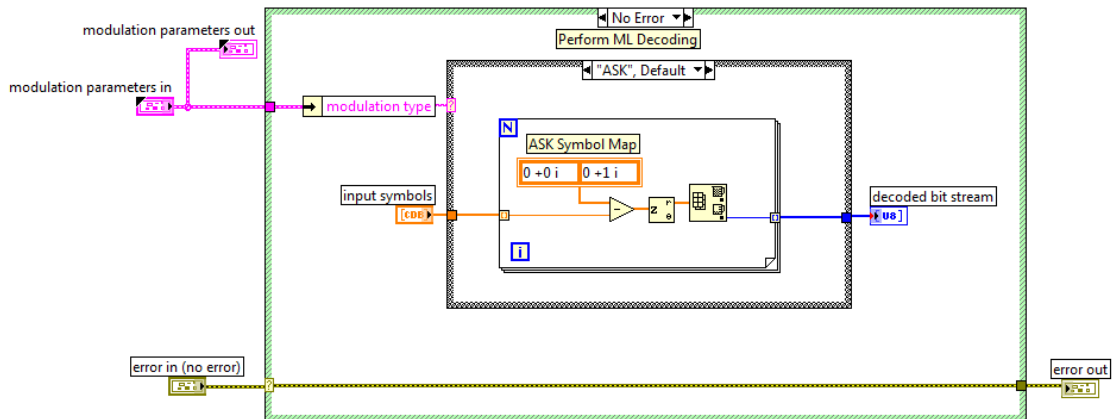 No Error
modulation parameters out
Perform ML Decoding
"ASK", Default
modulation parameters in
modulation type
?
N
ASK Symbol Map
0 +0 i
0 +1 i
input symbols
decoded bit stream
[CDB]
z
r
θ
U8]
i
error in (no error)
error out
?